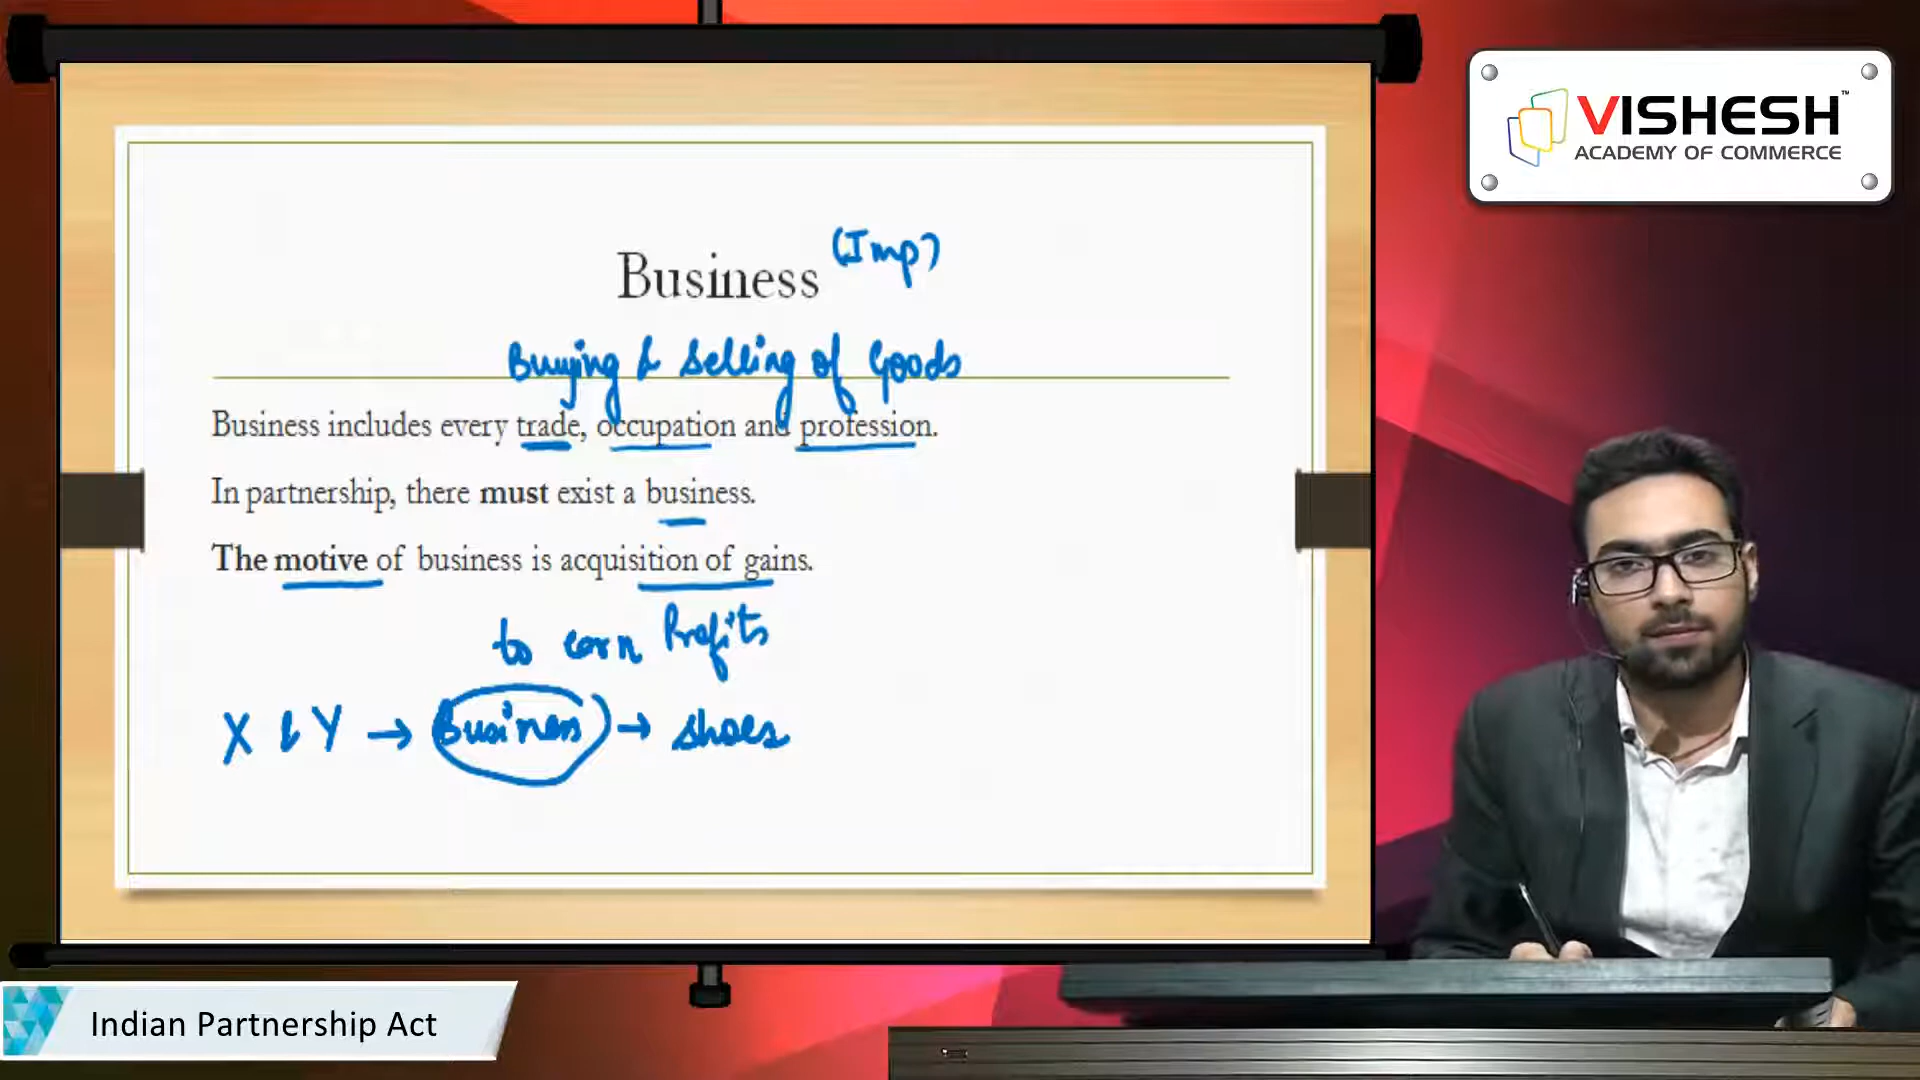 VISHESH™
ACADEMY OF COMMERCE
Business (Imp)
Buying & Selling of Goods
Business includes every trade, occupation and profession.
In partnership, there must exist a business.
The motive of business is acquisition of gains.
to earn Profits
X & Y → Business → Shoes
Indian Partnership Act